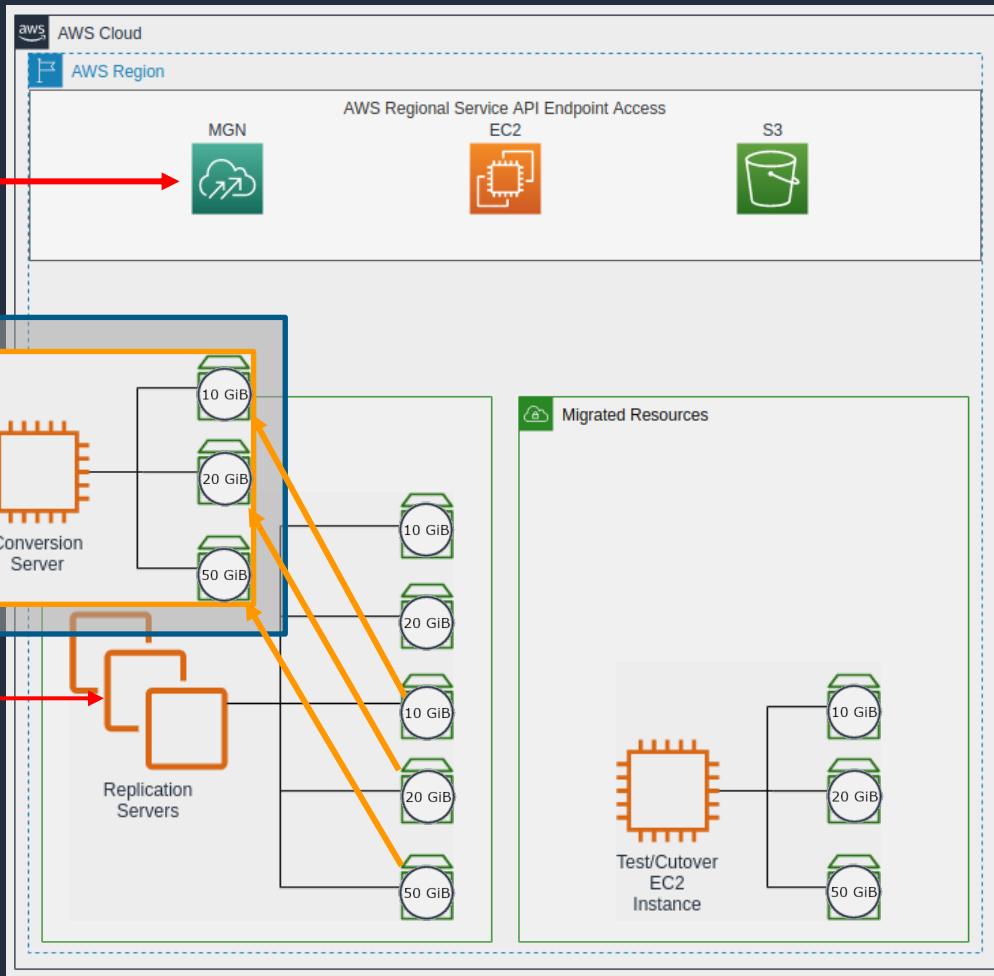 aws
AWS Cloud
AWS Region
AWS Regional Service API Endpoint Access
MGN
EC2
S3
10 GiB
20 GiB
50 GiB
Conversion
Server
10 GiB
20 GiB
10 GiB
20 GiB
50 GiB
Replication
Servers
Migrated Resources
10 GiB
20 GiB
50 GiB
Test/Cutover
EC2
Instance